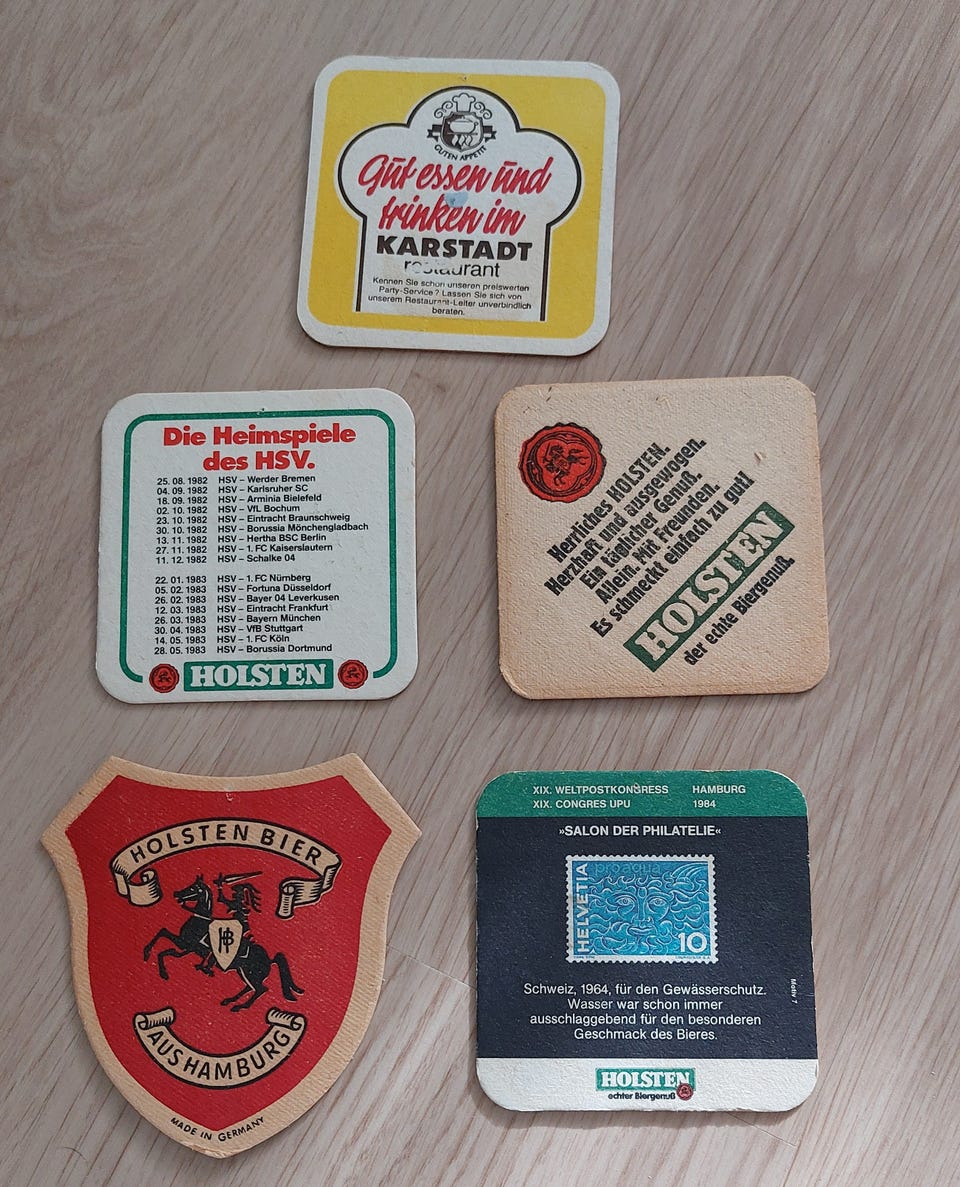 GUTEN APPETIT
Gut essen und
trinken im
KARSTADT
restaurant
Kennen Sie schon unseren preiswerten
Party-Service? Lassen Sie sich von
unserem Restaurant-Leiter unverbindlich
beraten.
Die Heimspiele
des HSV.
25. 08. 1982 HSV – Werder Bremen
04. 09. 1982 HSV – Karlsruher SC
18. 09. 1982 HSV – Arminia Bielefeld
02. 10. 1982 HSV – VfL Bochum
23. 10. 1982 HSV – Eintracht Braunschweig
30. 10. 1982 HSV – Borussia Mönchengladbach
13. 11. 1982 HSV – Hertha BSC Berlin
27. 11. 1982 HSV – 1. FC Kaiserslautern
11. 12. 1982 HSV – Schalke 04
22. 01. 1983 HSV – 1. FC Nürnberg
05. 02. 1983 HSV – Fortuna Düsseldorf
26. 02. 1983 HSV – Bayer 04 Leverkusen
12. 03. 1983 HSV – Eintracht Frankfurt
26. 03. 1983 HSV – Bayern München
30. 04. 1983 HSV – VfB Stuttgart
14. 05. 1983 HSV – 1. FC Köln
28. 05. 1983 HSV – Borussia Dortmund
HOLSTEN
Herrliches HOLSTEN.
Herzhaft und ausgewogen.
Ein täglicher Genuß.
Allein. Mit Freunden.
Es schmeckt einfach zu gut!
HOLSTEN
der echte Biergenuß.
HOLSTEN BIER
HB
AUS HAMBURG
MADE IN GERMANY
XIX. WELTPOSTKONGRESS HAMBURG
XIX. CONGRES UPU 1984
»SALON DER PHILATELIE«
pro aqua
HELVETIA
10
Schweiz, 1964, für den Gewässerschutz.
Wasser war schon immer
ausschlaggebend für den besonderen
Geschmack des Bieres.
Motiv 7
HOLSTEN
echter Biergenuß